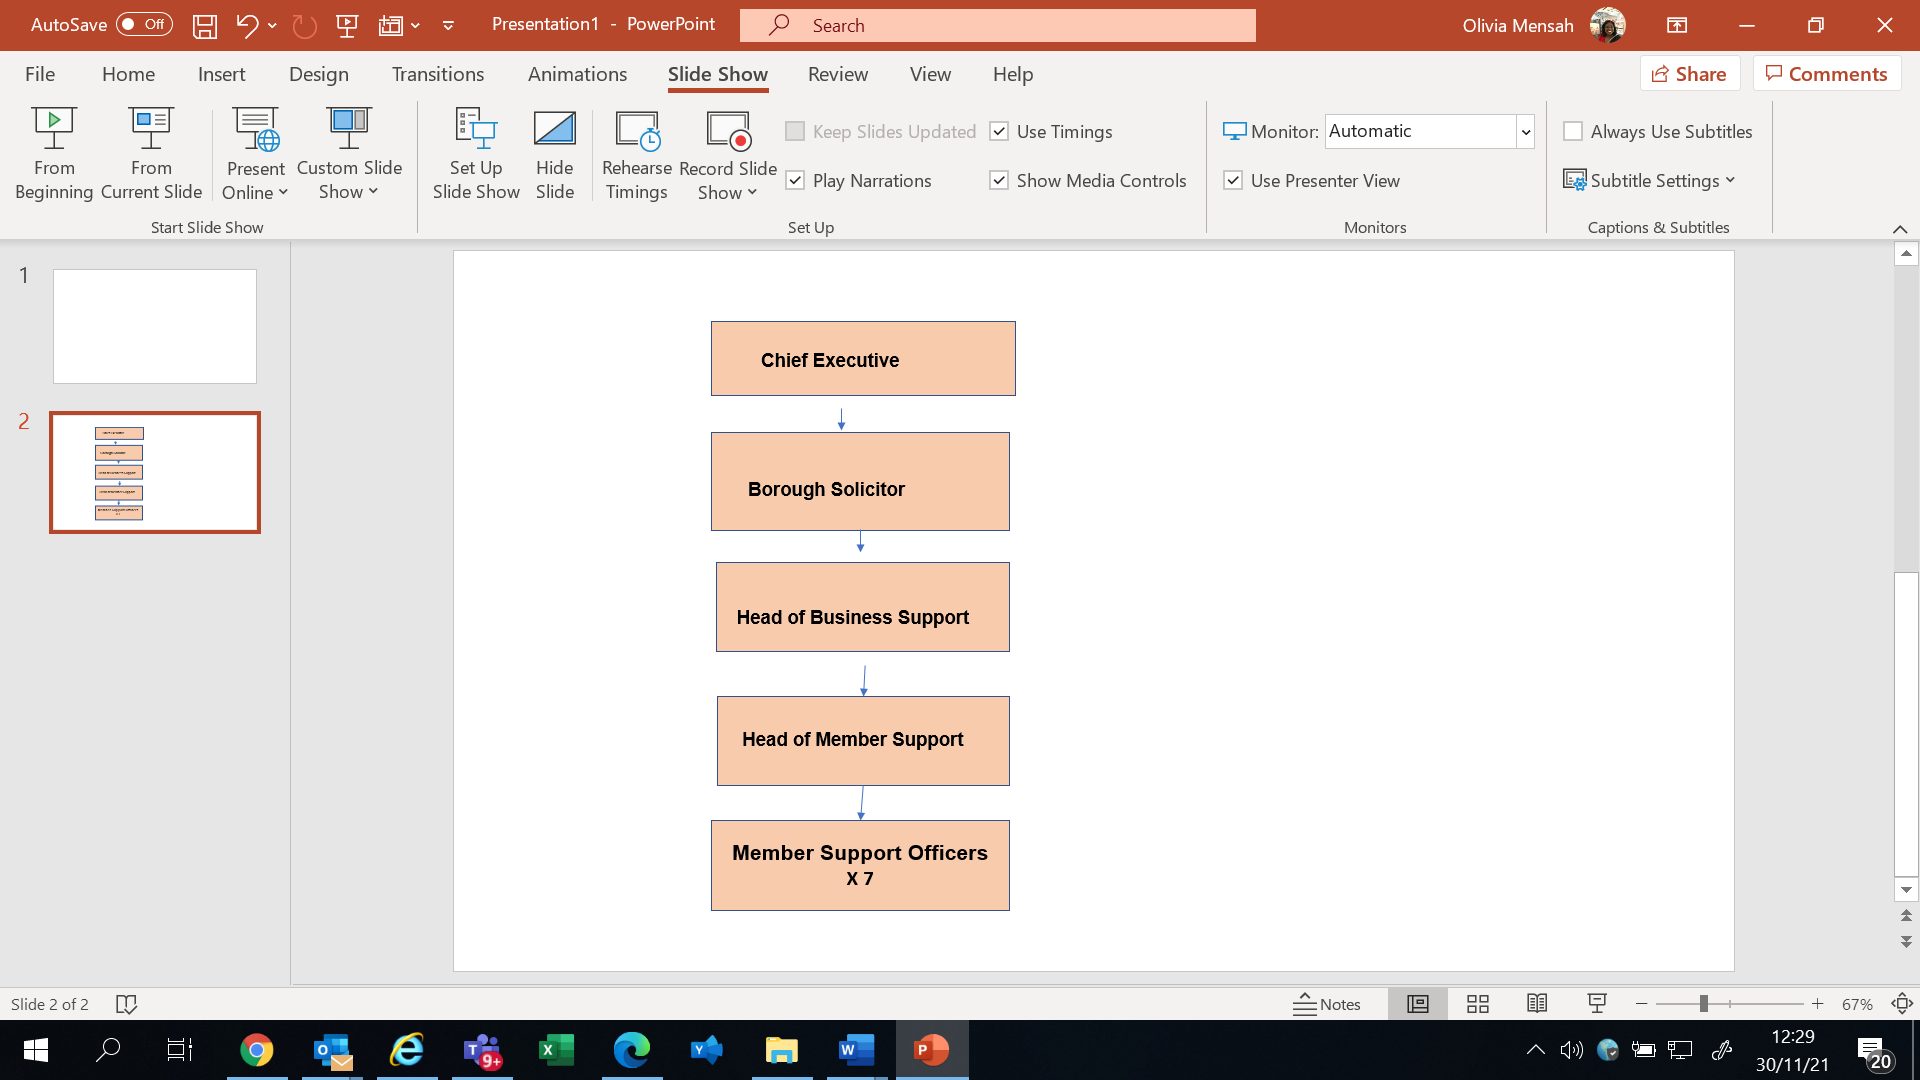 AutoSave Off Presentation1 - PowerPoint Search Olivia Mensah
File Home Insert Design Transitions Animations Slide Show Review View Help Share Comments
From Beginning
From Current Slide
Present Online
Custom Slide Show
Start Slide Show
Set Up Slide Show
Hide Slide
Rehearse Timings
Record Slide Show
Keep Slides Updated
Use Timings
Play Narrations
Show Media Controls
Set Up
Monitor: Automatic
Use Presenter View
Monitors
Always Use Subtitles
Subtitle Settings
Captions & Subtitles
1
2
Chief Executive
Borough Solicitor
Head of Business Support
Head of Member Support
Member Support Officers
X 7
Slide 2 of 2 Notes 67%
9+
12:29
30/11/21
20